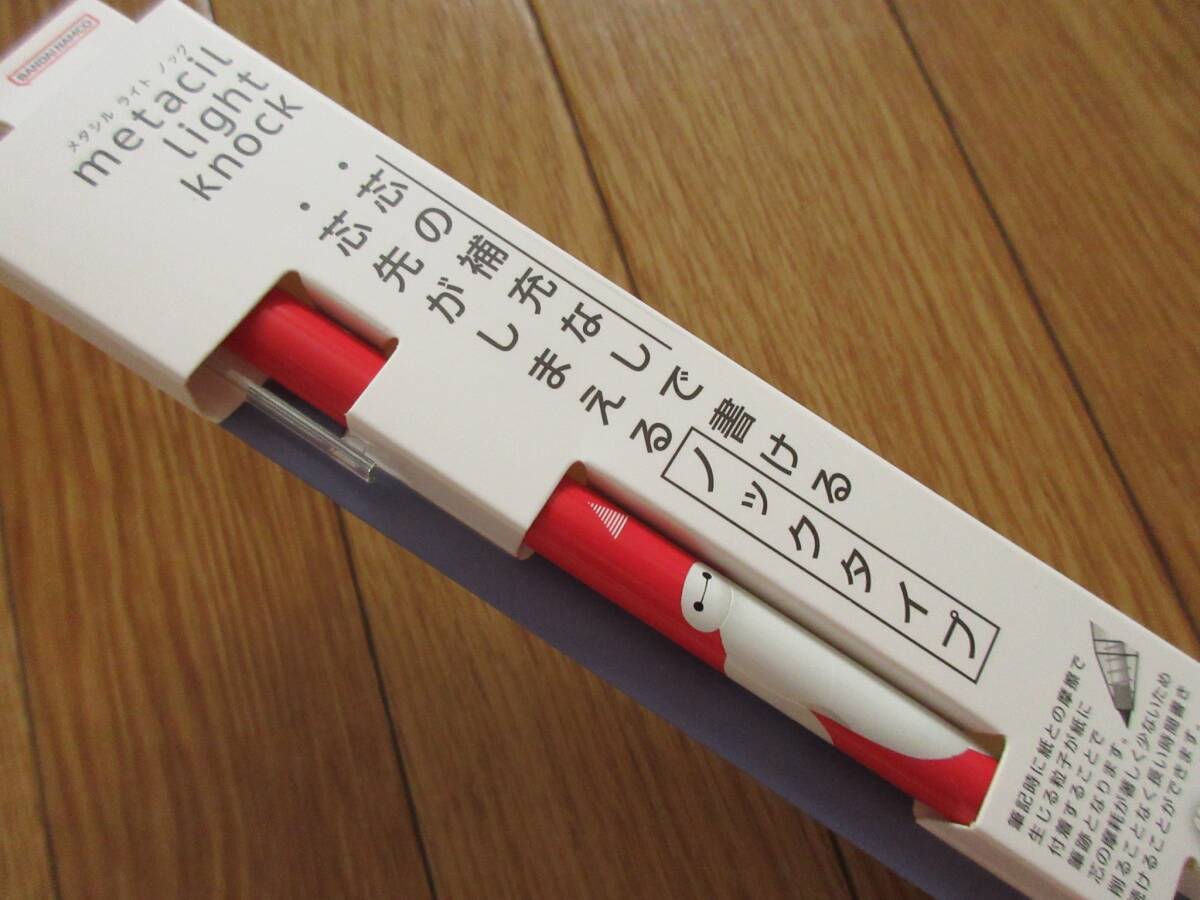 BANDAI NAMCO
メタシル ライト ノック
metacil
light
knock
・芯の補充なしで書ける
・芯先がしまえるノックタイプ
筆記時に紙との摩擦で
生じる粒子が紙に
付着することで
筆跡となります。
芯の摩耗が著しく少ないため
削ることなく長い時間書き
続けることができます。